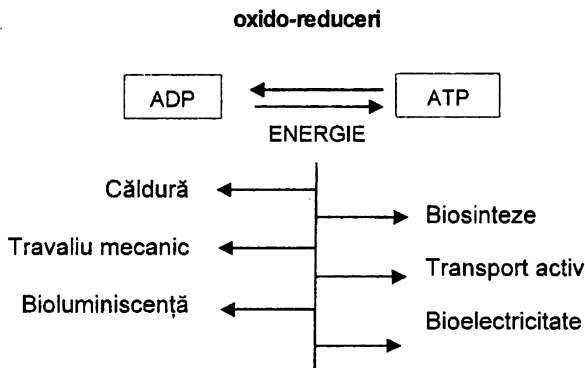 oxido-reduceri
ADP
ATP
ENERGIE
Căldură
Biosinteze
Travaliu mecanic
Transport activ
Bioluminiscență
Bioelectricitate